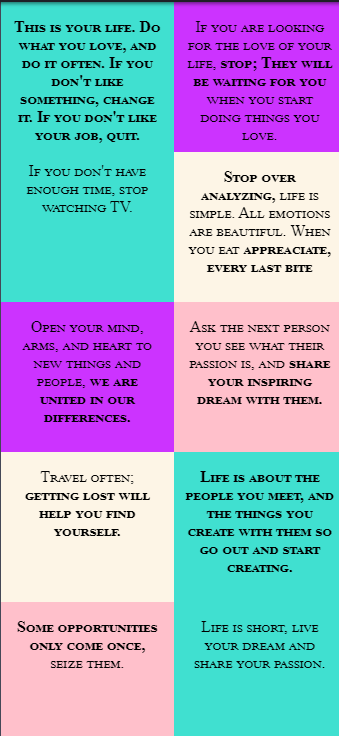 This is your life. Do
what you love, and
do it often. If you
don't like
something, change
it. If you don't like
your job, quit.
If you don't have
enough time, stop
watching TV.
If you are looking
for the love of your
life, stop; They will
be waiting for you
when you start
doing things you
love.
Stop over
analyzing, life is
simple. All emotions
are beautiful. When
you eat appreaciate,
every last bite
Open your mind,
arms, and heart to
new things and
people, we are
united in our
differences.
Ask the next person
you see what their
passion is, and share
your inspiring
dream with them.
Travel often;
getting lost will
help you find
yourself.
Life is about the
people you meet, and
the things you
create with them so
go out and start
creating.
Some opportunities
only come once,
seize them.
Life is short, live
your dream and
share your passion.